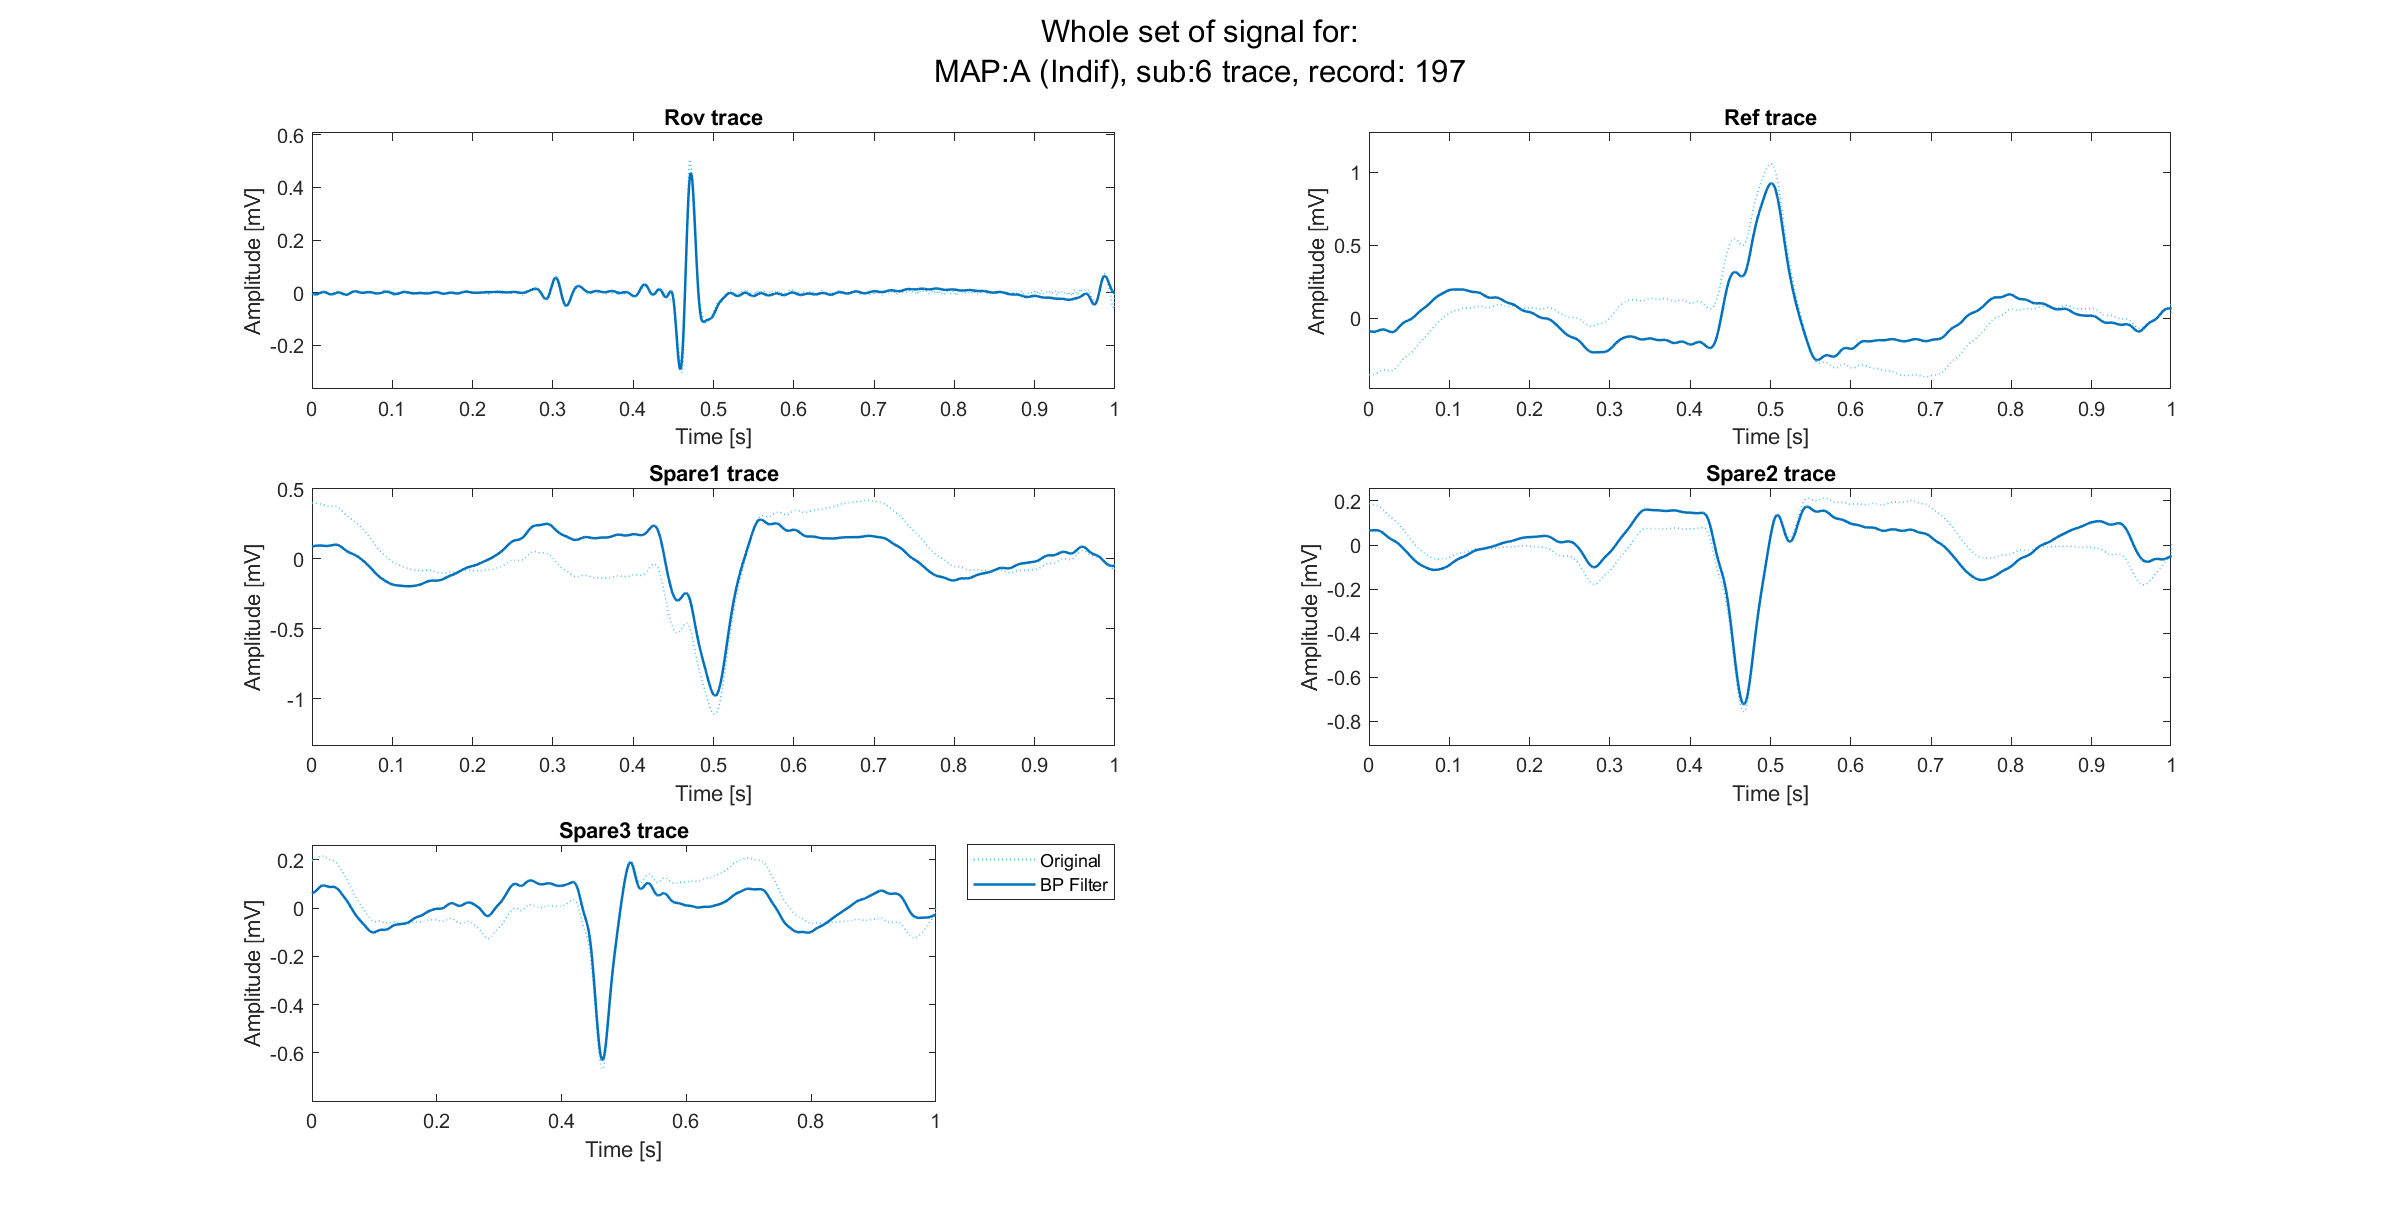 Whole set of signal for:
MAP:A (Indif), sub:6 trace, record: 197
Rov trace
0.6
0.4
0.2
0
-0.2
Amplitude [mV]
0 0.1 0.2 0.3 0.4 0.5 0.6 0.7 0.8 0.9 1
Time [s]
Ref trace
1
0.5
0
Amplitude [mV]
0 0.1 0.2 0.3 0.4 0.5 0.6 0.7 0.8 0.9 1
Time [s]
Spare1 trace
0.5
0
-0.5
-1
Amplitude [mV]
0 0.1 0.2 0.3 0.4 0.5 0.6 0.7 0.8 0.9 1
Time [s]
Spare2 trace
0.2
0
-0.2
-0.4
-0.6
-0.8
Amplitude [mV]
0 0.1 0.2 0.3 0.4 0.5 0.6 0.7 0.8 0.9 1
Time [s]
Spare3 trace
0.2
0
-0.2
-0.4
-0.6
Amplitude [mV]
0 0.2 0.4 0.6 0.8 1
Time [s]
Original
BP Filter